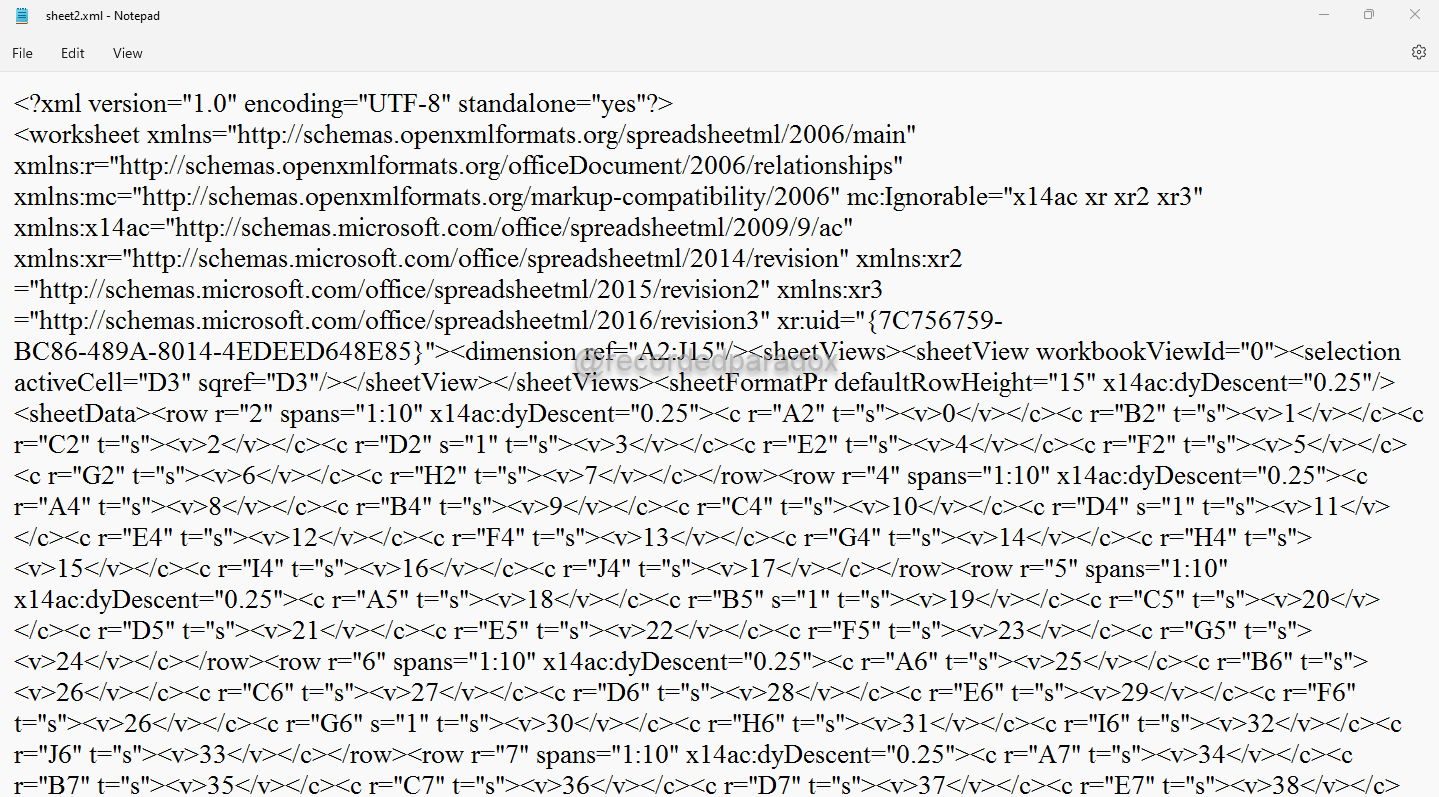 sheet2.xml - Notepad
File Edit View
<?xml version="1.0" encoding="UTF-8" standalone="yes"?>
<worksheet xmlns="http://schemas.openxmlformats.org/spreadsheetml/2006/main"
xmlns:r="http://schemas.openxmlformats.org/officeDocument/2006/relationships"
xmlns:mc="http://schemas.openxmlformats.org/markup-compatibility/2006" mc:Ignorable="x14ac xr xr2 xr3"
xmlns:x14ac="http://schemas.microsoft.com/office/spreadsheetml/2009/9/ac"
xmlns:xr="http://schemas.microsoft.com/office/spreadsheetml/2014/revision" xmlns:xr2
="http://schemas.microsoft.com/office/spreadsheetml/2015/revision2" xmlns:xr3
="http://schemas.microsoft.com/office/spreadsheetml/2016/revision3" xr:uid="{7C756759-
BC86-489A-8014-4EDEED648E85}"><dimension ref="A2:J15"/><sheetViews><sheetView workbookViewId="0"><selection
@recordedparadox
activeCell="D3" sqref="D3"/></sheetView></sheetViews><sheetFormatPr defaultRowHeight="15" x14ac:dyDescent="0.25"/>
<sheetData><row r="2" spans="1:10" x14ac:dyDescent="0.25"><c r="A2" t="s"><v>0</v></c><c r="B2" t="s"><v>1</v></c><c
r="C2" t="s"><v>2</v></c><c r="D2" s="1" t="s"><v>3</v></c><c r="E2" t="s"><v>4</v></c><c r="F2" t="s"><v>5</v></c>
<c r="G2" t="s"><v>6</v></c><c r="H2" t="s"><v>7</v></c></row><row r="4" spans="1:10" x14ac:dyDescent="0.25"><c
r="A4" t="s"><v>8</v></c><c r="B4" t="s"><v>9</v></c><c r="C4" t="s"><v>10</v></c><c r="D4" s="1" t="s"><v>11</v>
</c><c r="E4" t="s"><v>12</v></c><c r="F4" t="s"><v>13</v></c><c r="G4" t="s"><v>14</v></c><c r="H4" t="s">
<v>15</v></c><c r="I4" t="s"><v>16</v></c><c r="J4" t="s"><v>17</v></c></row><row r="5" spans="1:10"
x14ac:dyDescent="0.25"><c r="A5" t="s"><v>18</v></c><c r="B5" s="1" t="s"><v>19</v></c><c r="C5" t="s"><v>20</v>
</c><c r="D5" t="s"><v>21</v></c><c r="E5" t="s"><v>22</v></c><c r="F5" t="s"><v>23</v></c><c r="G5" t="s">
<v>24</v></c></row><row r="6" spans="1:10" x14ac:dyDescent="0.25"><c r="A6" t="s"><v>25</v></c><c r="B6" t="s">
<v>26</v></c><c r="C6" t="s"><v>27</v></c><c r="D6" t="s"><v>28</v></c><c r="E6" t="s"><v>29</v></c><c r="F6"
t="s"><v>26</v></c><c r="G6" s="1" t="s"><v>30</v></c><c r="H6" t="s"><v>31</v></c><c r="I6" t="s"><v>32</v></c><c
r="J6" t="s"><v>33</v></c></row><row r="7" spans="1:10" x14ac:dyDescent="0.25"><c r="A7" t="s"><v>34</v></c><c
r="B7" t="s"><v>35</v></c><c r="C7" t="s"><v>36</v></c><c r="D7" t="s"><v>37</v></c><c r="E7" t="s"><v>38</v></c>